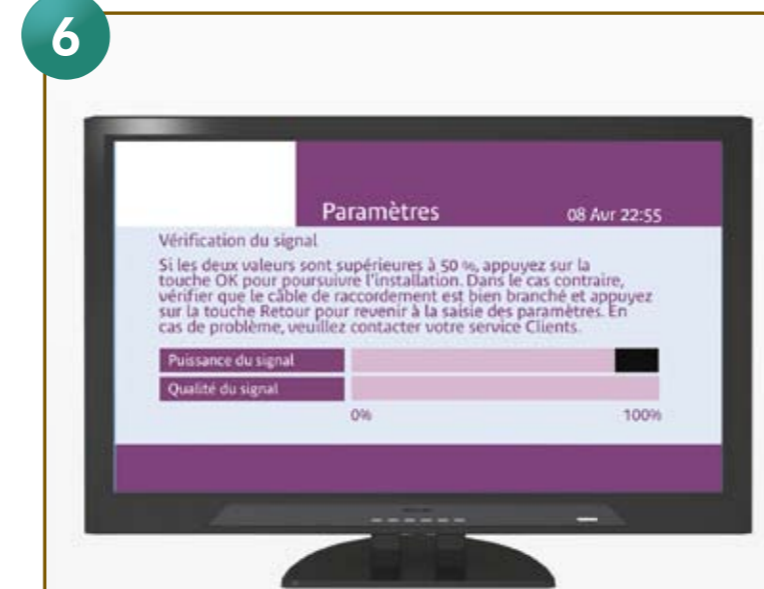 6
Paramètres
08 Avr 22:55
Vérification du signal
Si les deux valeurs sont supérieures à 50 %, appuyez sur la
touche OK pour poursuivre l'installation. Dans le cas contraire,
vérifier que le câble de raccordement est bien branché et appuyez
sur la touche Retour pour revenir à la saisie des paramètres. En
cas de problème, veuillez contacter votre service Clients.
Puissance du signal
Qualité du signal
0%
100%